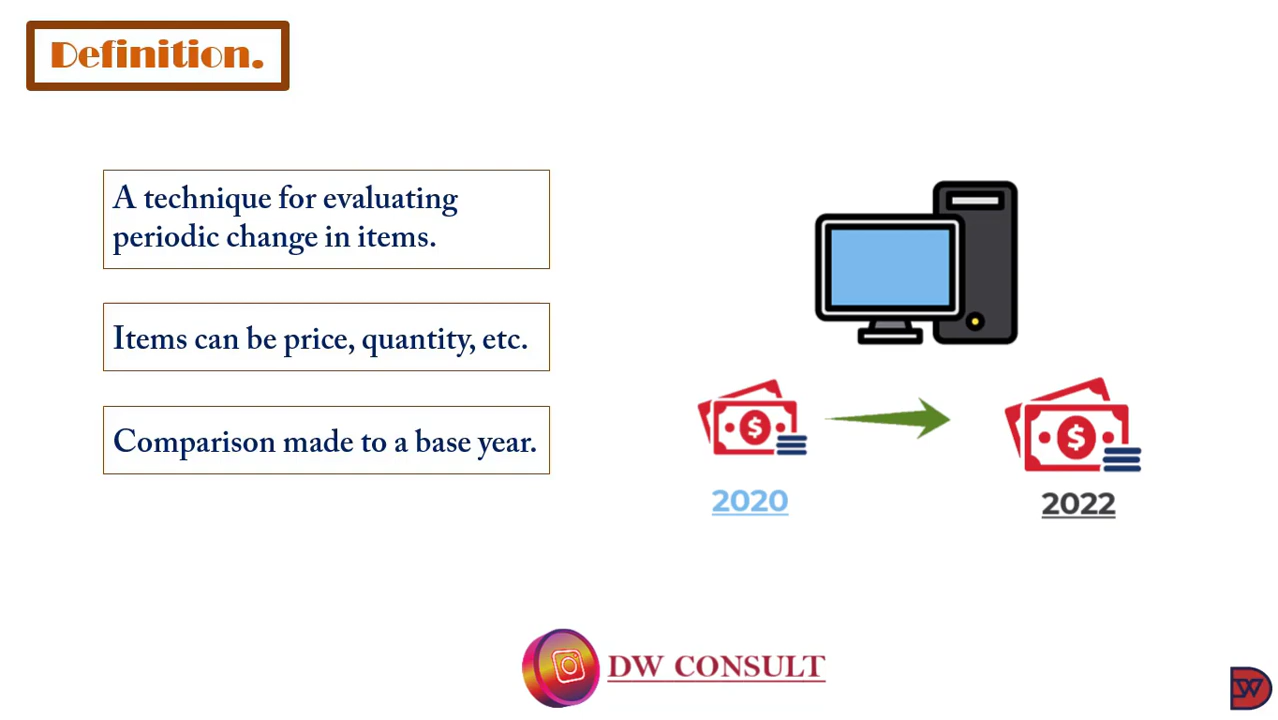 Definition.
A technique for evaluating
periodic change in items.
Items can be price, quantity, etc.
Comparison made to a base year.
$
$
2020
2022
DW CONSULT
DW